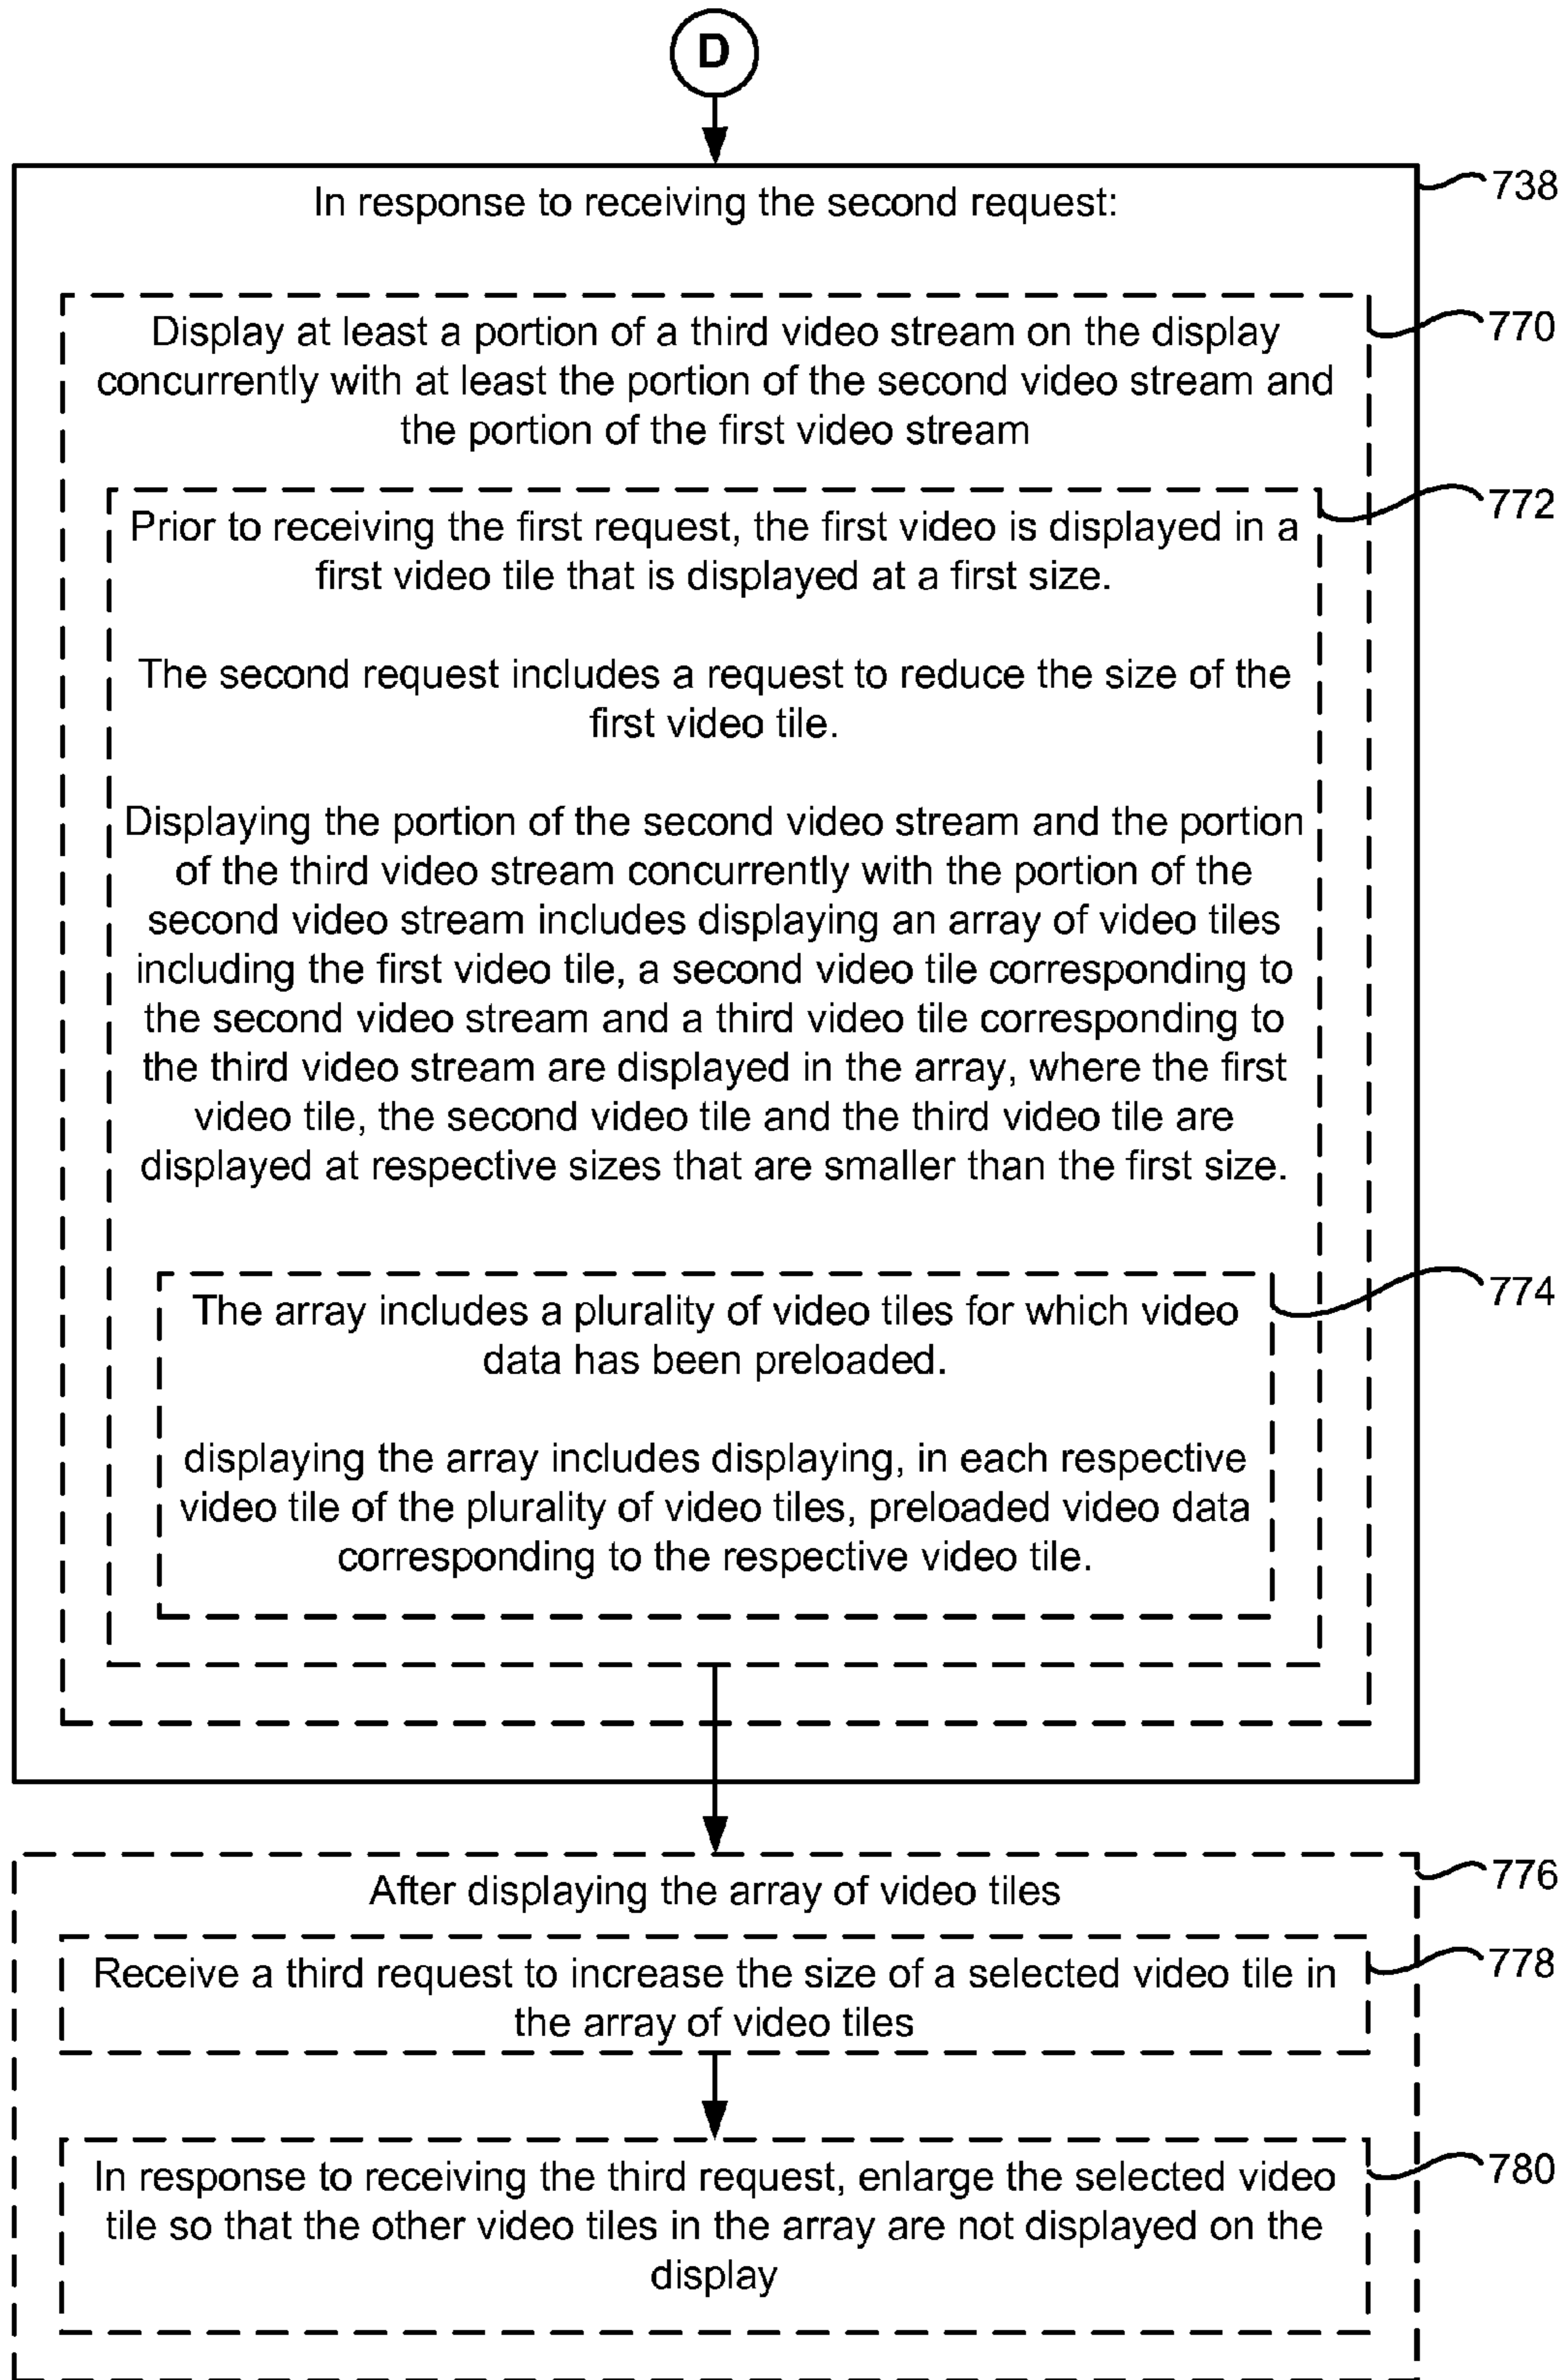 D
In response to receiving the second request:
738
Display at least a portion of a third video stream on the display
concurrently with at least the portion of the second video stream and
the portion of the first video stream
770
Prior to receiving the first request, the first video is displayed in a
first video tile that is displayed at a first size.
772
The second request includes a request to reduce the size of the
first video tile.
Displaying the portion of the second video stream and the portion
of the third video stream concurrently with the portion of the
second video stream includes displaying an array of video tiles
including the first video tile, a second video tile corresponding to
the second video stream and a third video tile corresponding to
the third video stream are displayed in the array, where the first
video tile, the second video tile and the third video tile are
displayed at respective sizes that are smaller than the first size.
The array includes a plurality of video tiles for which video
data has been preloaded.
774
displaying the array includes displaying, in each respective
video tile of the plurality of video tiles, preloaded video data
corresponding to the respective video tile.
After displaying the array of video tiles
776
Receive a third request to increase the size of a selected video tile in
the array of video tiles
778
In response to receiving the third request, enlarge the selected video
tile so that the other video tiles in the array are not displayed on the
display
780